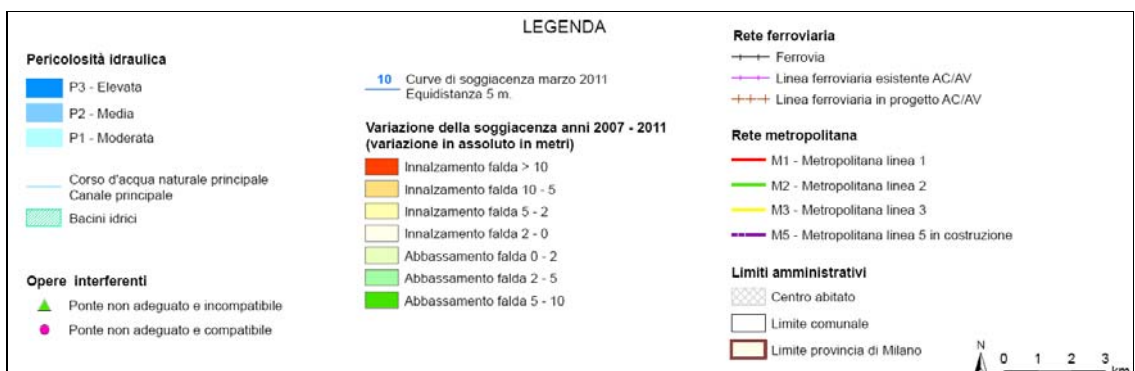 LEGENDA
Pericolosità idraulica
P3 - Elevata
P2 - Media
P1 - Moderata
Corso d'acqua naturale principale
Canale principale
Bacini idrici
Opere interferenti
Ponte non adeguato e incompatibile
Ponte non adeguato e compatibile
10 Curve di soggiacenza marzo 2011
Equidistanza 5 m.
Variazione della soggiacenza anni 2007 - 2011
(variazione in assoluto in metri)
Innalzamento falda > 10
Innalzamento falda 10 - 5
Innalzamento falda 5 - 2
Innalzamento falda 2 - 0
Abbassamento falda 0 - 2
Abbassamento falda 2 - 5
Abbassamento falda 5 - 10
Rete ferroviaria
Ferrovia
Linea ferroviaria esistente AC/AV
Linea ferroviaria in progetto AC/AV
Rete metropolitana
M1 - Metropolitana linea 1
M2 - Metropolitana linea 2
M3 - Metropolitana linea 3
M5 - Metropolitana linea 5 in costruzione
Limiti amministrativi
Centro abitato
Limite comunale
Limite provincia di Milano
N
0 1 2 3
km